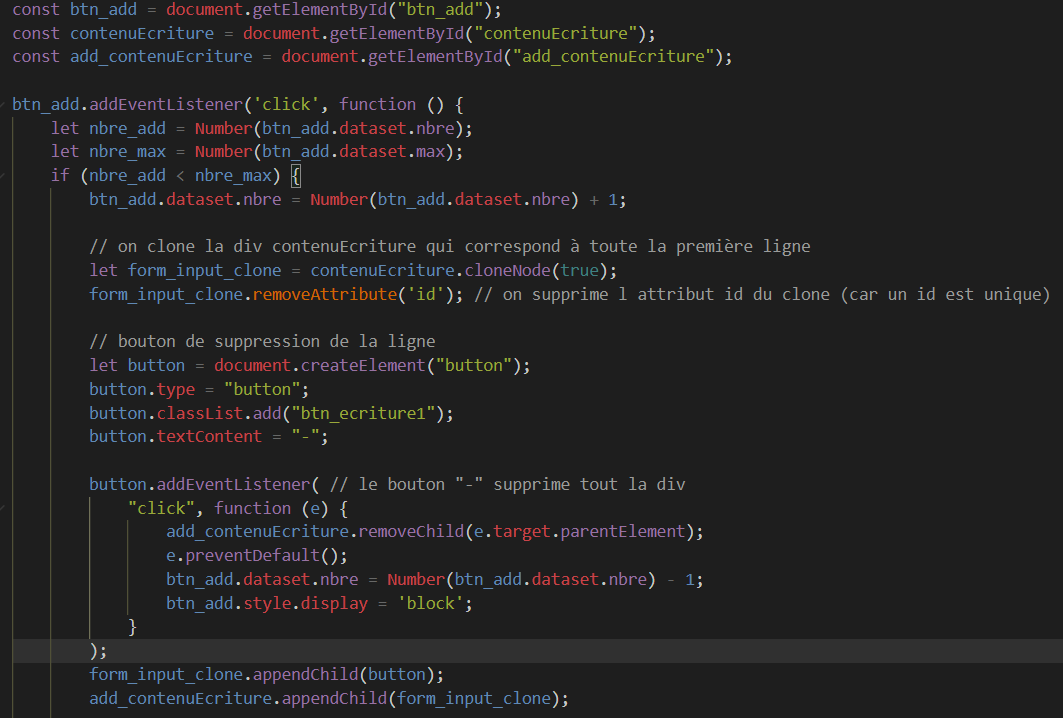 const btn_add = document.getElementById("btn_add");
const contenuEcriture = document.getElementById("contenuEcriture");
const add_contenuEcriture = document.getElementById("add_contenuEcriture");
btn_add.addEventListener('click', function () {
let nbre_add = Number(btn_add.dataset.nbre);
let nbre_max = Number(btn_add.dataset.max);
if (nbre_add < nbre_max) {
btn_add.dataset.nbre = Number(btn_add.dataset.nbre) + 1;
// on clone la div contenuEcriture qui correspond à toute la première ligne
let form_input_clone = contenuEcriture.cloneNode(true);
form_input_clone.removeAttribute('id'); // on supprime l attribut id du clone (car un id est unique)
// bouton de suppression de la ligne
let button = document.createElement("button");
button.type = "button";
button.classList.add("btn_ecriture1");
button.textContent = "-";
button.addEventListener( // le bouton "-" supprime tout la div
"click", function (e) {
add_contenuEcriture.removeChild(e.target.parentElement);
e.preventDefault();
btn_add.dataset.nbre = Number(btn_add.dataset.nbre) - 1;
btn_add.style.display = 'block';
}
);
form_input_clone.appendChild(button);
add_contenuEcriture.appendChild(form_input_clone);